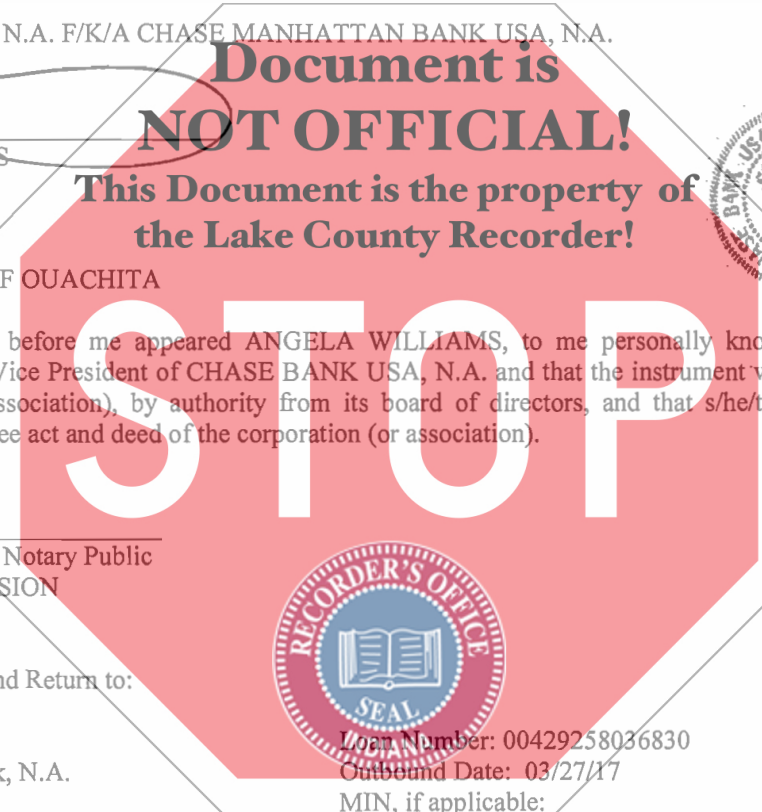 N.A. F/K/A CHASE MANHATTAN BANK USA, N.A.
Document is
NOT OFFICIAL!
This Document is the property of
the Lake County Recorder!
BANK USA
F OUACHITA
STOP
before me appeared ANGELA WILLIAMS, to me personally kno
Vice President of CHASE BANK USA, N.A. and that the instrument v
ssociation), by authority from its board of directors, and that s/he/t
ee act and deed of the corporation (or association).
Notary Public
SION
RECORDER'S OFFICE
SEAL
INDIANA
nd Return to:
Loan Number: 00429258036830
k, N.A.
Outbound Date: 03/27/17
MIN, if applicable: